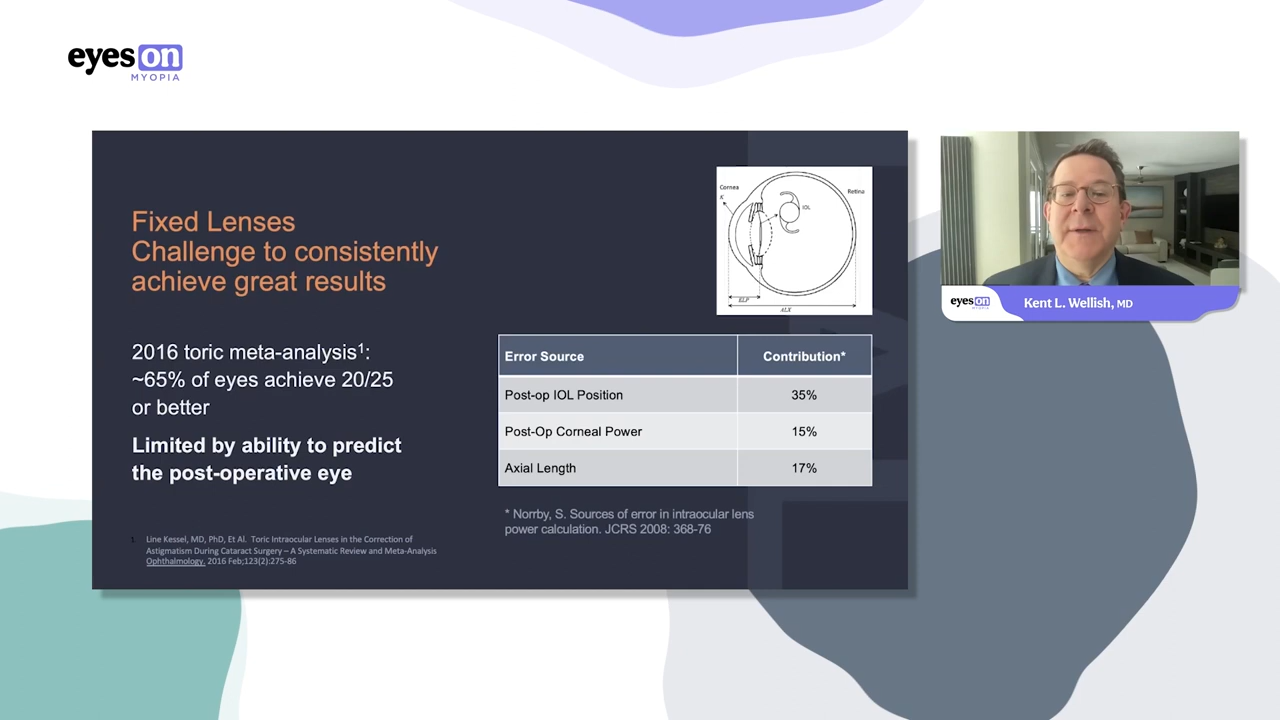 eyes on
MYOPIA
Fixed Lenses
Challenge to consistently
achieve great results
2016 toric meta-analysis1:
~65% of eyes achieve 20/25
or better
Limited by ability to predict
the post-operative eye
1. Line Kessel, MD, PhD, Et Al. Toric Intraocular Lenses in the Correction of
Astigmatism During Cataract Surgery – A Systematic Review and Meta-Analysis
Ophthalmology. 2016 Feb;123(2):275-86
Cornea
K
Retina
IOL
ELP
ALX
Error Source Contribution*
Post-op IOL Position 35%
Post-Op Corneal Power 15%
Axial Length 17%
* Norrby, S. Sources of error in intraocular lens
power calculation. JCRS 2008: 368-76
eyes on
MYOPIA
Kent L. Wellish, MD